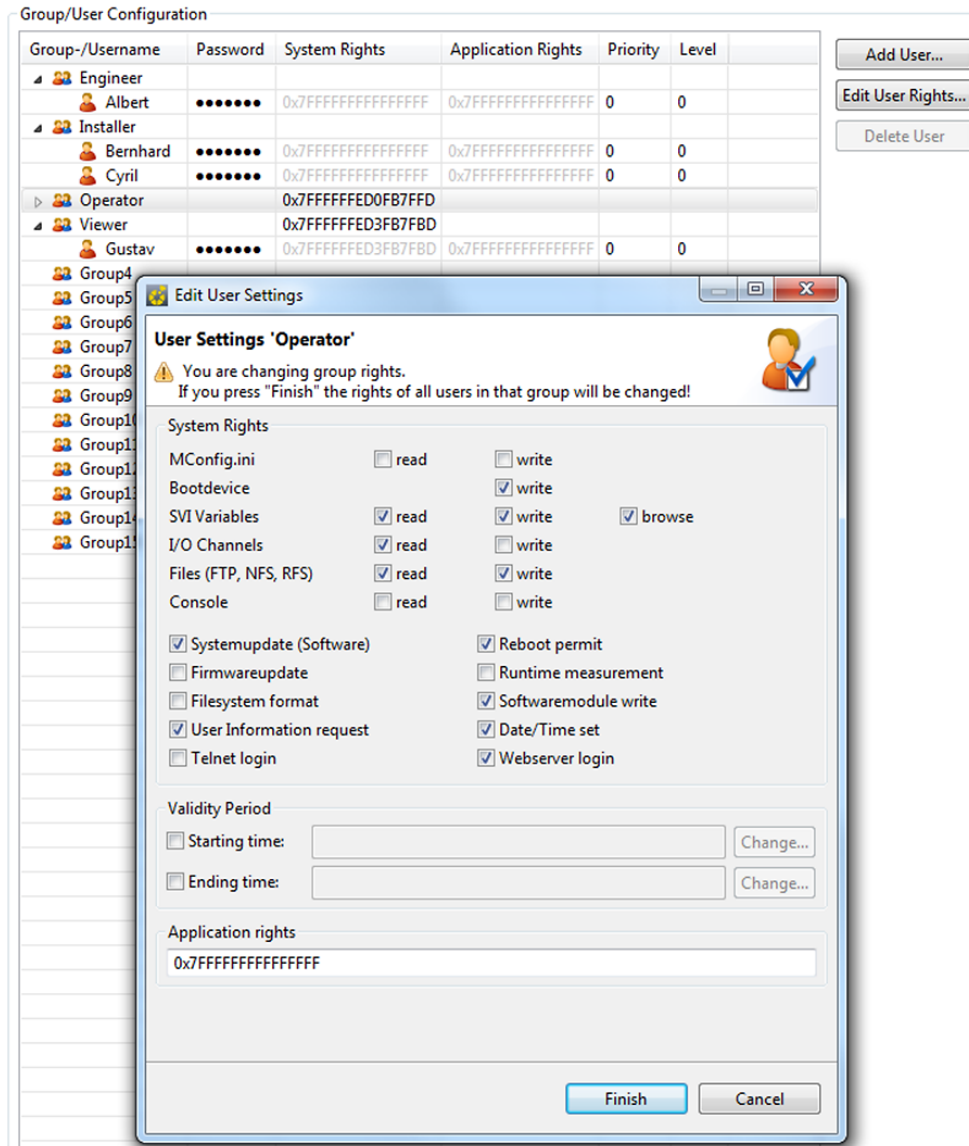 Group/User Configuration
Group-/Username Password System Rights Application Rights Priority Level
Add User...
Engineer
Albert ●●●●●●● 0x7FFFFFFFFFFFFFFF 0x7FFFFFFFFFFFFFFF 0 0
Edit User Rights...
Installer
Delete User
Bernhard ●●●●●●● 0x7FFFFFFFFFFFFFFF 0x7FFFFFFFFFFFFFFF 0 0
Cyril ●●●●●●● 0x7FFFFFFFFFFFFFFF 0x7FFFFFFFFFFFFFFF 0 0
Operator 0x7FFFFFFED0FB7FFD
Viewer 0x7FFFFFFED3FB7FBD
Gustav ●●●●●●● 0x7FFFFFFED3FB7FBD 0x7FFFFFFFFFFFFFFF 0 0
Group4
Group5
Group6
Group7
Group8
Group9
Group10
Edit User Settings
User Settings 'Operator'
You are changing group rights.
If you press "Finish" the rights of all users in that group will be changed!
System Rights
MConfig.ini read write
Bootdevice write
SVI Variables read write browse
I/O Channels read write
Files (FTP, NFS, RFS) read write
Console read write
Systemupdate (Software) Reboot permit
Firmwareupdate Runtime measurement
Filesystem format Softwaremodule write
User Information request Date/Time set
Telnet login Webserver login
Validity Period
Starting time: Change...
Ending time: Change...
Application rights
0x7FFFFFFFFFFFFFFF
Finish Cancel